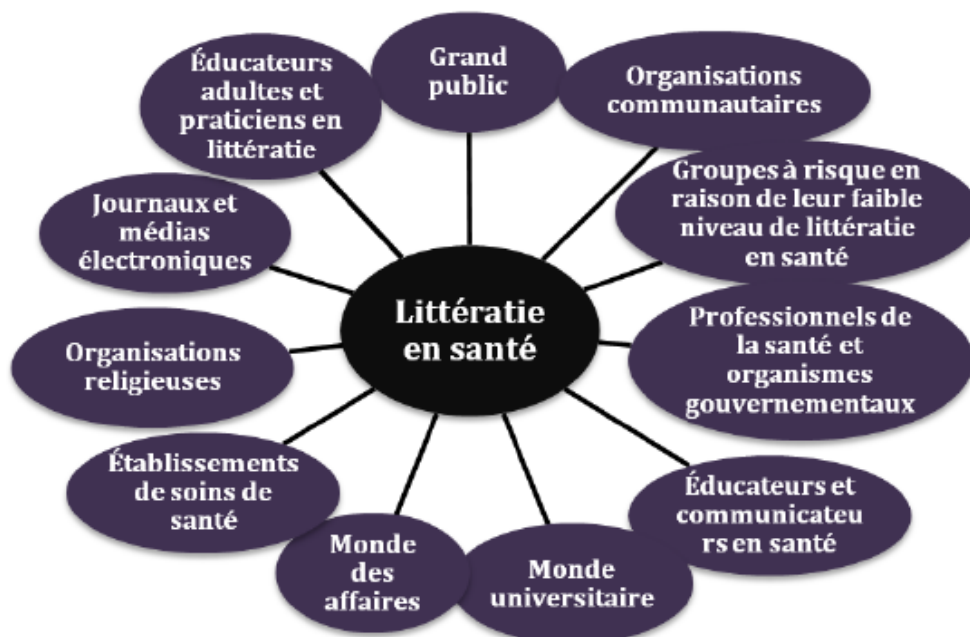 Grand
public
Organisations
communautaires
Groupes à risque en
raison de leur faible
niveau de littératie
en santé
Professionnels de
la santé et
organismes
gouvernementaux
Éducateurs et
communicateu
rs en santé
Monde
universitaire
Monde
des
affaires
Établissements
de soins de
santé
Organisations
religieuses
Journaux et
médias
électroniques
Éducateurs
adultes et
praticiens en
littératie
Littératie
en santé